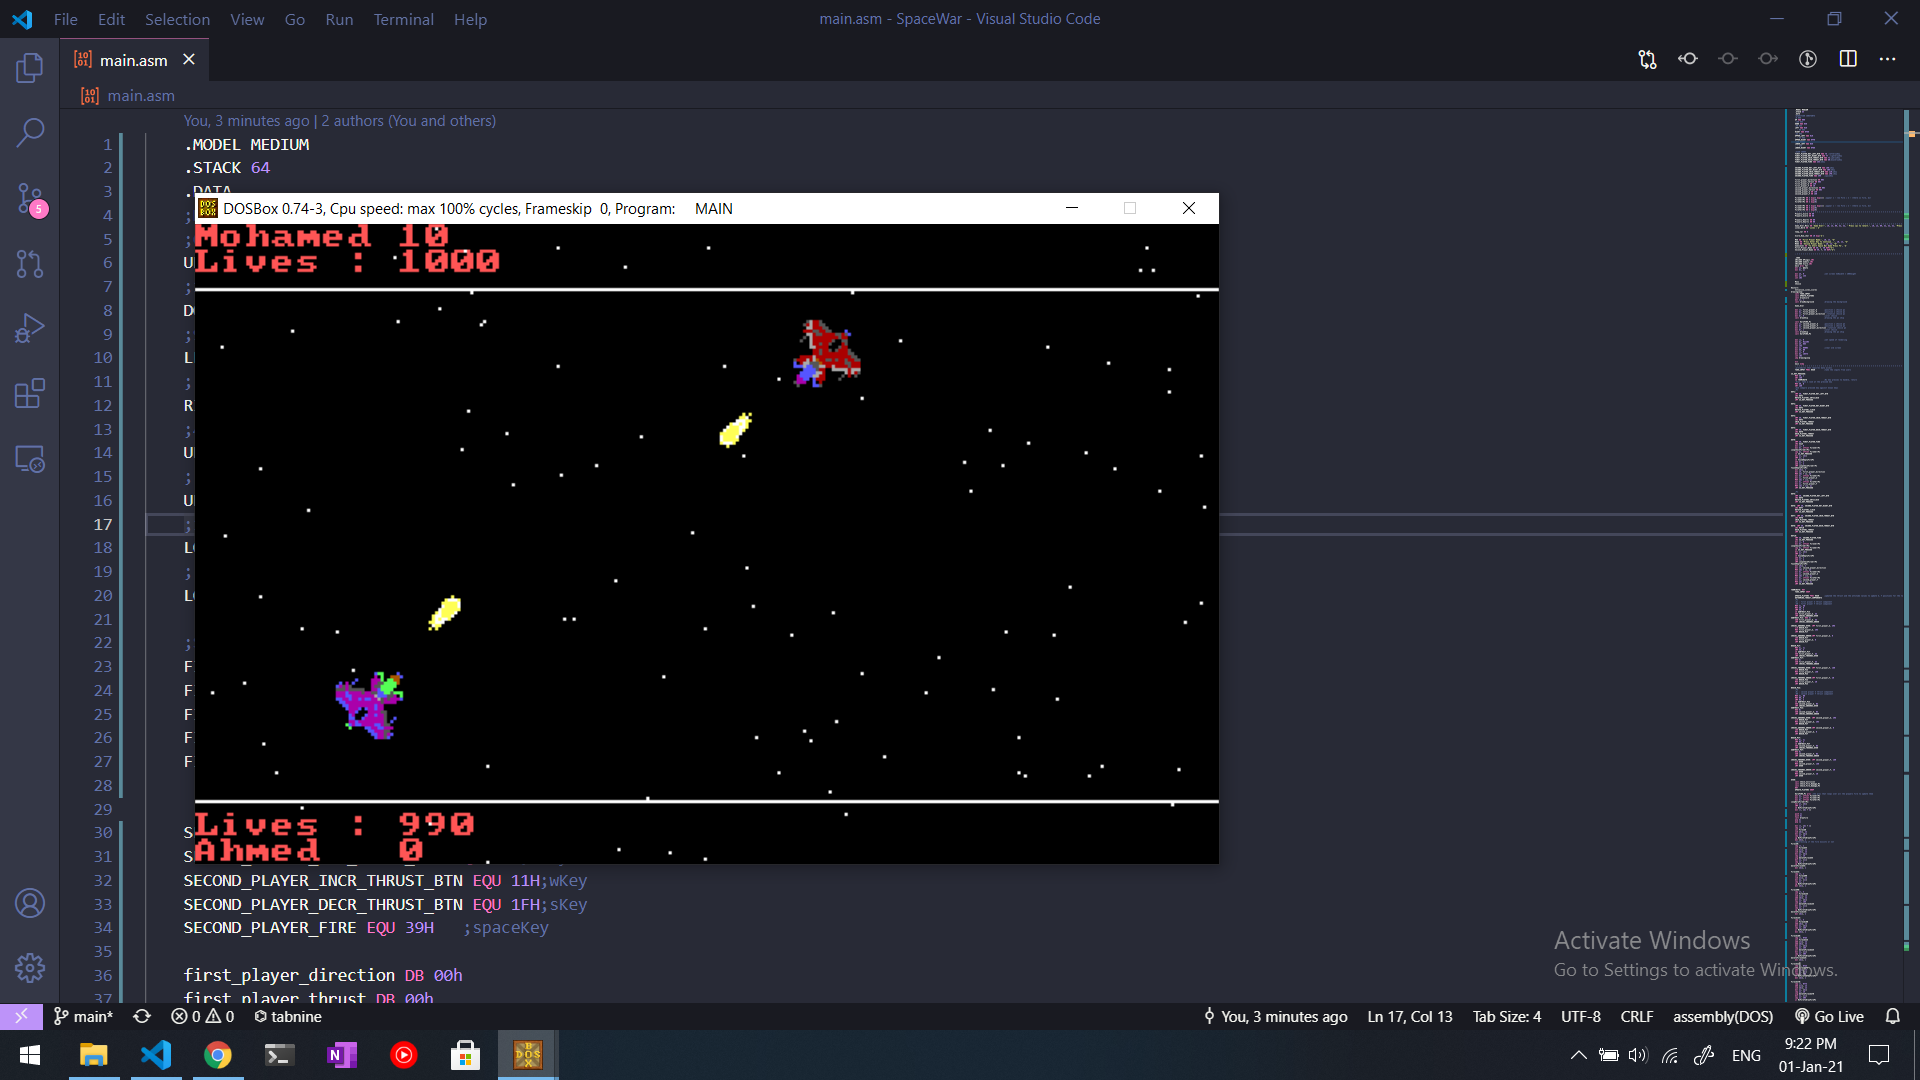 File Edit Selection View Go Run Terminal Help
main.asm - SpaceWar - Visual Studio Code
main.asm
main.asm
You, 3 minutes ago | 2 authors (You and others)
1 .MODEL MEDIUM
2 .STACK 64
3 .DATA
4 ;
5 ;
6 U
7 ;
8 D
9 ;
10 L
11 ;
12 R
13 ;
14 U
15 ;
16 U
17 ;
18 L
19 ;
20 L
21
22 ;
23 F
24 F
25 F
26 F
27 F
28
29
30 S
31 S
32 SECOND_PLAYER_INCR_THRUST_BTN EQU 11H;wKey
33 SECOND_PLAYER_DECR_THRUST_BTN EQU 1FH;sKey
34 SECOND_PLAYER_FIRE EQU 39H ;spaceKey
35
36 first_player_direction DB 00h
37 first_player_thrust DB 00h
DOSBox 0.74-3, Cpu speed: max 100% cycles, Frameskip 0, Program: MAIN
Mohamed 10
Lives : 1000
Lives : 990
Ahmed 0
5
Activate Windows
Go to Settings to activate Windows.
main* 0 0 tabnine
You, 3 minutes ago Ln 17, Col 13 Tab Size: 4 UTF-8 CRLF assembly(DOS) Go Live
ENG
9:22 PM
01-Jan-21